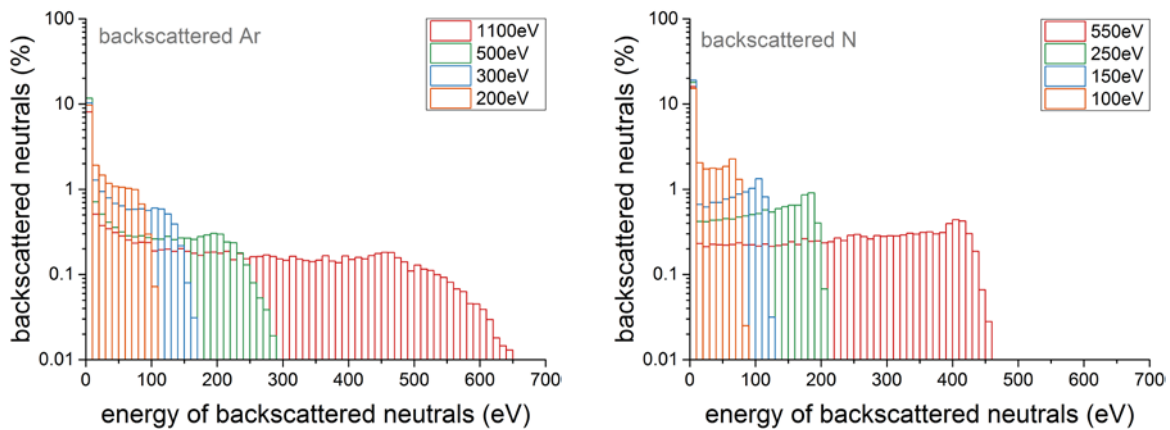 backscattered Ar
1100eV
500eV
300eV
200eV
100
10
1
0.1
0.01
0 100 200 300 400 500 600 700
backscattered neutrals (%)
energy of backscattered neutrals (eV)
backscattered N
550eV
250eV
150eV
100eV
100
10
1
0.1
0.01
0 100 200 300 400 500 600 700
backscattered neutrals (%)
energy of backscattered neutrals (eV)